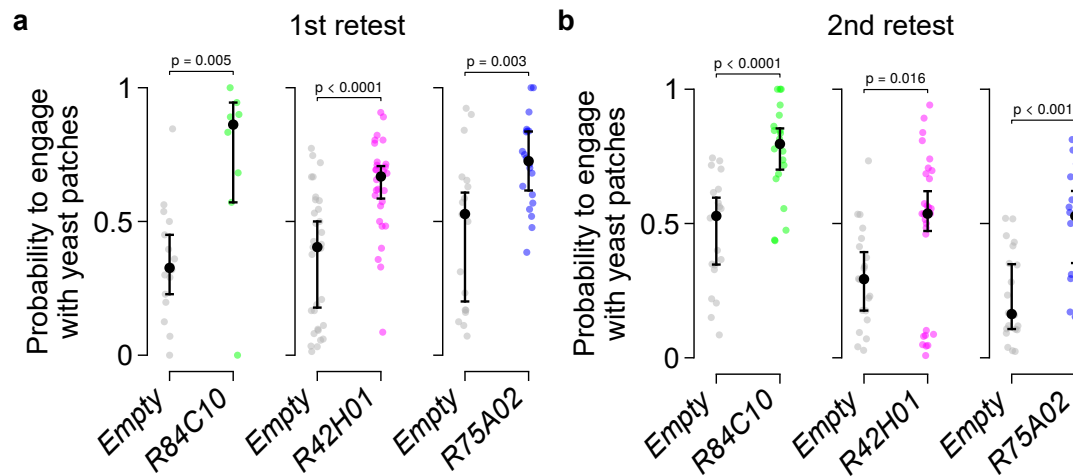 a
1st retest
Probability to engage
with yeast patches
1
0.5
0
p = 0.005
p < 0.0001
p = 0.003
Empty
R84C10
Empty
R42H01
Empty
R75A02
b
2nd retest
Probability to engage
with yeast patches
1
0.5
0
p < 0.0001
p = 0.016
p < 0.001
Empty
R84C10
Empty
R42H01
Empty
R75A02